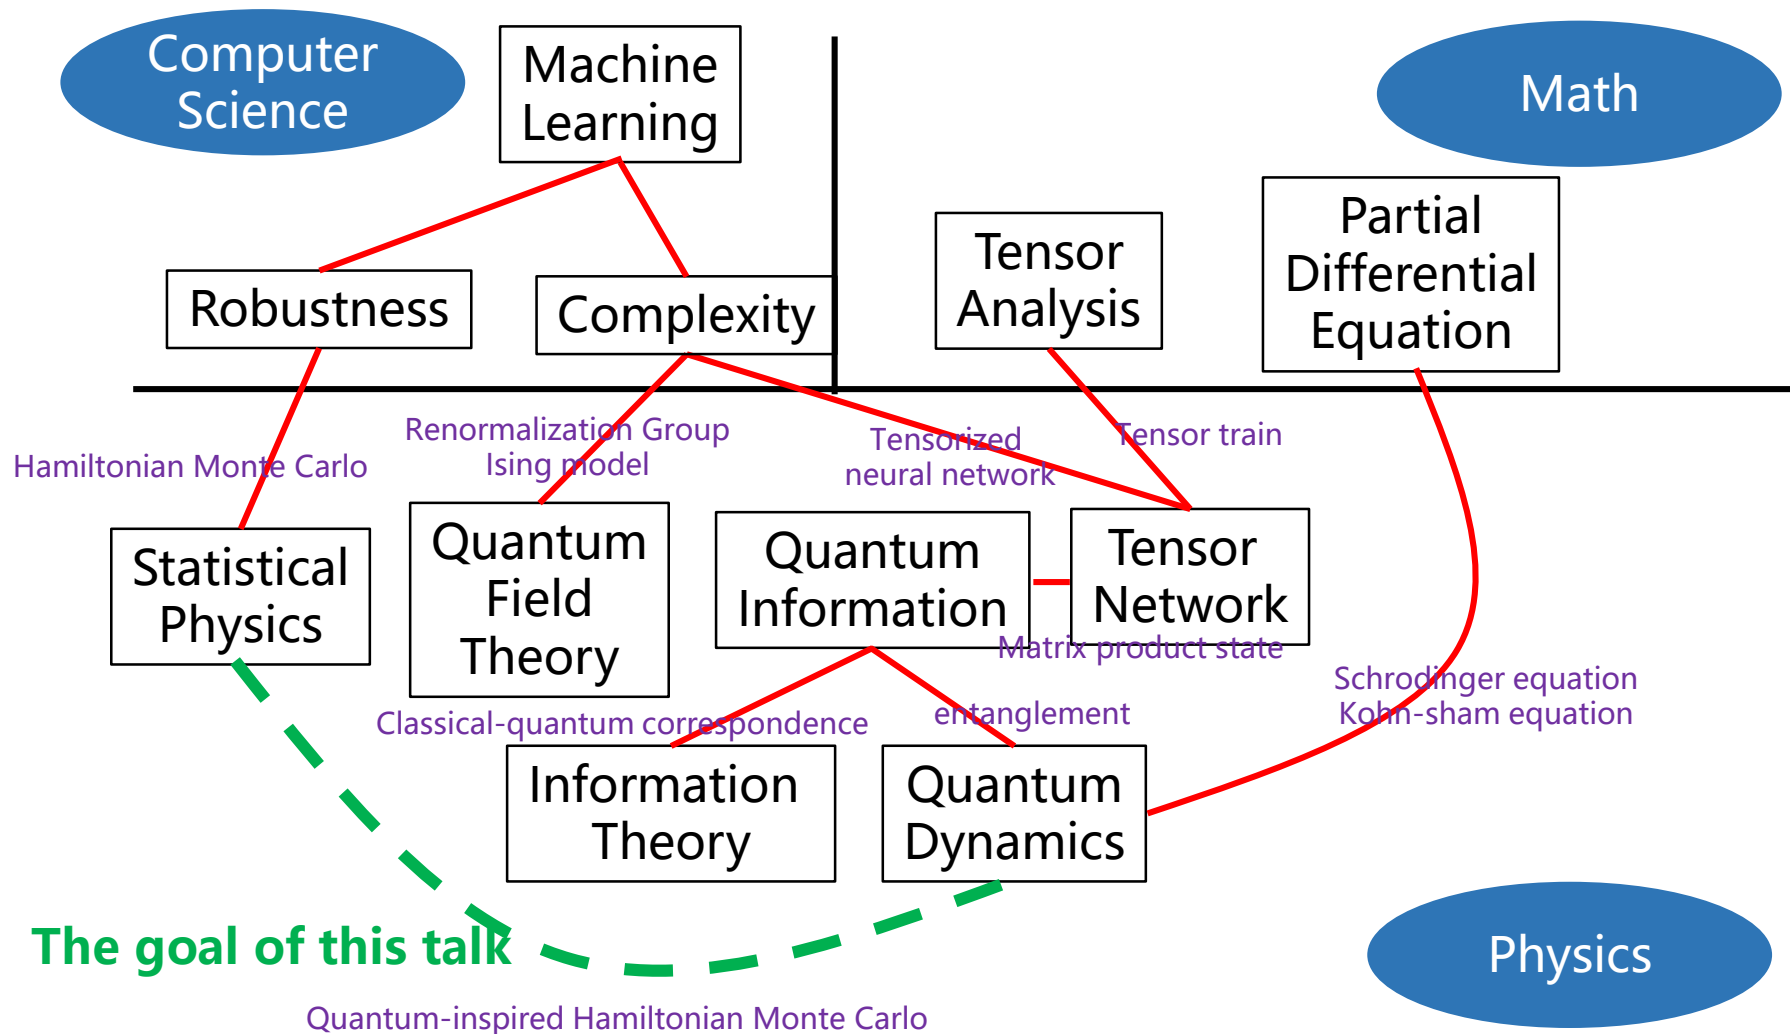 Computer
Science
Machine
Learning
Math
Partial
Differential
Equation
Tensor
Analysis
Robustness
Complexity
Renormalization Group
Ising model
Tensorized
neural network
Tensor train
Hamiltonian Monte Carlo
Statistical
Physics
Quantum
Field
Theory
Quantum
Information
Tensor
Network
Matrix product state
Schrodinger equation
Kohn-sham equation
Classical-quantum correspondence
entanglement
Information
Theory
Quantum
Dynamics
The goal of this talk
Physics
Quantum-inspired Hamiltonian Monte Carlo